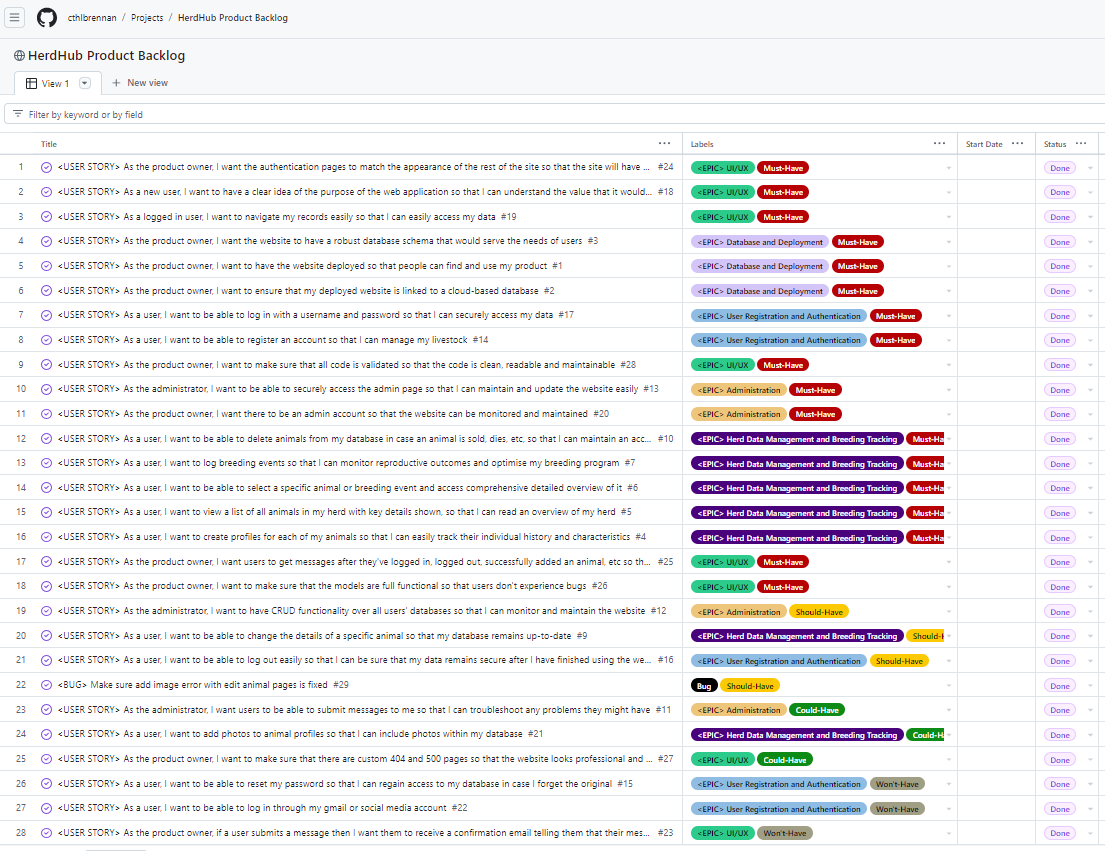 cthlbrennan / Projects / HerdHub Product Backlog
HerdHub Product Backlog
View 1 New view
Filter by keyword or by field
Title Labels Start Date Status
1 <USER STORY> As the product owner, I want the authentication pages to match the appearance of the rest of the site so that the site will have ... #24 <EPIC> UI/UX Must-Have Done
2 <USER STORY> As a new user, I want to have a clear idea of the purpose of the web application so that I can understand the value that it would... #18 <EPIC> UI/UX Must-Have Done
3 <USER STORY> As a logged in user, I want to navigate my records easily so that I can easily access my data #19 <EPIC> UI/UX Must-Have Done
4 <USER STORY> As the product owner, I want the website to have a robust database schema that would serve the needs of users #3 <EPIC> Database and Deployment Must-Have Done
5 <USER STORY> As the product owner, I want to have the website deployed so that people can find and use my product #1 <EPIC> Database and Deployment Must-Have Done
6 <USER STORY> As the product owner, I want to ensure that my deployed website is linked to a cloud-based database #2 <EPIC> Database and Deployment Must-Have Done
7 <USER STORY> As a user, I want to be able to log in with a username and password so that I can securely access my data #17 <EPIC> User Registration and Authentication Must-Have Done
8 <USER STORY> As a user, I want to be able to register an account so that I can manage my livestock #14 <EPIC> User Registration and Authentication Must-Have Done
9 <USER STORY> As the product owner, I want to make sure that all code is validated so that the code is clean, readable and maintainable #28 <EPIC> UI/UX Must-Have Done
10 <USER STORY> As the administrator, I want to be able to securely access the admin page so that I can maintain and update the website easily #13 <EPIC> Administration Must-Have Done
11 <USER STORY> As the product owner, I want there to be an admin account so that the website can be monitored and maintained #20 <EPIC> Administration Must-Have Done
12 <USER STORY> As a user, I want to be able to delete animals from my database in case an animal is sold, dies, etc, so that I can maintain an acc... #10 <EPIC> Herd Data Management and Breeding Tracking Must-Ha Done
13 <USER STORY> As a user, I want to log breeding events so that I can monitor reproductive outcomes and optimise my breeding program #7 <EPIC> Herd Data Management and Breeding Tracking Must-Ha Done
14 <USER STORY> As a user, I want to be able to select a specific animal or breeding event and access comprehensive detailed overview of it #6 <EPIC> Herd Data Management and Breeding Tracking Must-Ha Done
15 <USER STORY> As a user, I want to view a list of all animals in my herd with key details shown, so that I can read an overview of my herd #5 <EPIC> Herd Data Management and Breeding Tracking Must-Ha Done
16 <USER STORY> As a user, I want to create profiles for each of my animals so that I can easily track their individual history and characteristics #4 <EPIC> Herd Data Management and Breeding Tracking Must-Ha Done
17 <USER STORY> As the product owner, I want users to get messages after they've logged in, logged out, successfully added an animal, etc so th... #25 <EPIC> UI/UX Must-Have Done
18 <USER STORY> As the product owner, I want to make sure that the models are full functional so that users don't experience bugs #26 <EPIC> UI/UX Must-Have Done
19 <USER STORY> As the administrator, I want to have CRUD functionality over all users' databases so that I can monitor and maintain the website #12 <EPIC> Administration Should-Have Done
20 <USER STORY> As a user, I want to be able to change the details of a specific animal so that my database remains up-to-date #9 <EPIC> Herd Data Management and Breeding Tracking Should-H Done
21 <USER STORY> As a user, I want to be able to log out easily so that I can be sure that my data remains secure after I have finished using the we... #16 <EPIC> User Registration and Authentication Should-Have Done
22 <BUG> Make sure add image error with edit animal pages is fixed #29 Bug Should-Have Done
23 <USER STORY> As the administrator, I want users to be able to submit messages to me so that I can troubleshoot any problems they might have #11 <EPIC> Administration Could-Have Done
24 <USER STORY> As a user, I want to add photos to animal profiles so that I can include photos within my database #21 <EPIC> Herd Data Management and Breeding Tracking Could-H Done
25 <USER STORY> As the product owner, I want to make sure that there are custom 404 and 500 pages so that the website looks professional and ... #27 <EPIC> UI/UX Could-Have Done
26 <USER STORY> As a user, I want to be able to reset my password so that I can regain access to my database in case I forget the original #15 <EPIC> User Registration and Authentication Won't-Have Done
27 <USER STORY> As a user, I want to be able to log in through my gmail or social media account #22 <EPIC> User Registration and Authentication Won't-Have Done
28 <USER STORY> As the product owner, if a user submits a message then I want them to receive a confirmation email telling them that their mes... #23 <EPIC> UI/UX Won't-Have Done